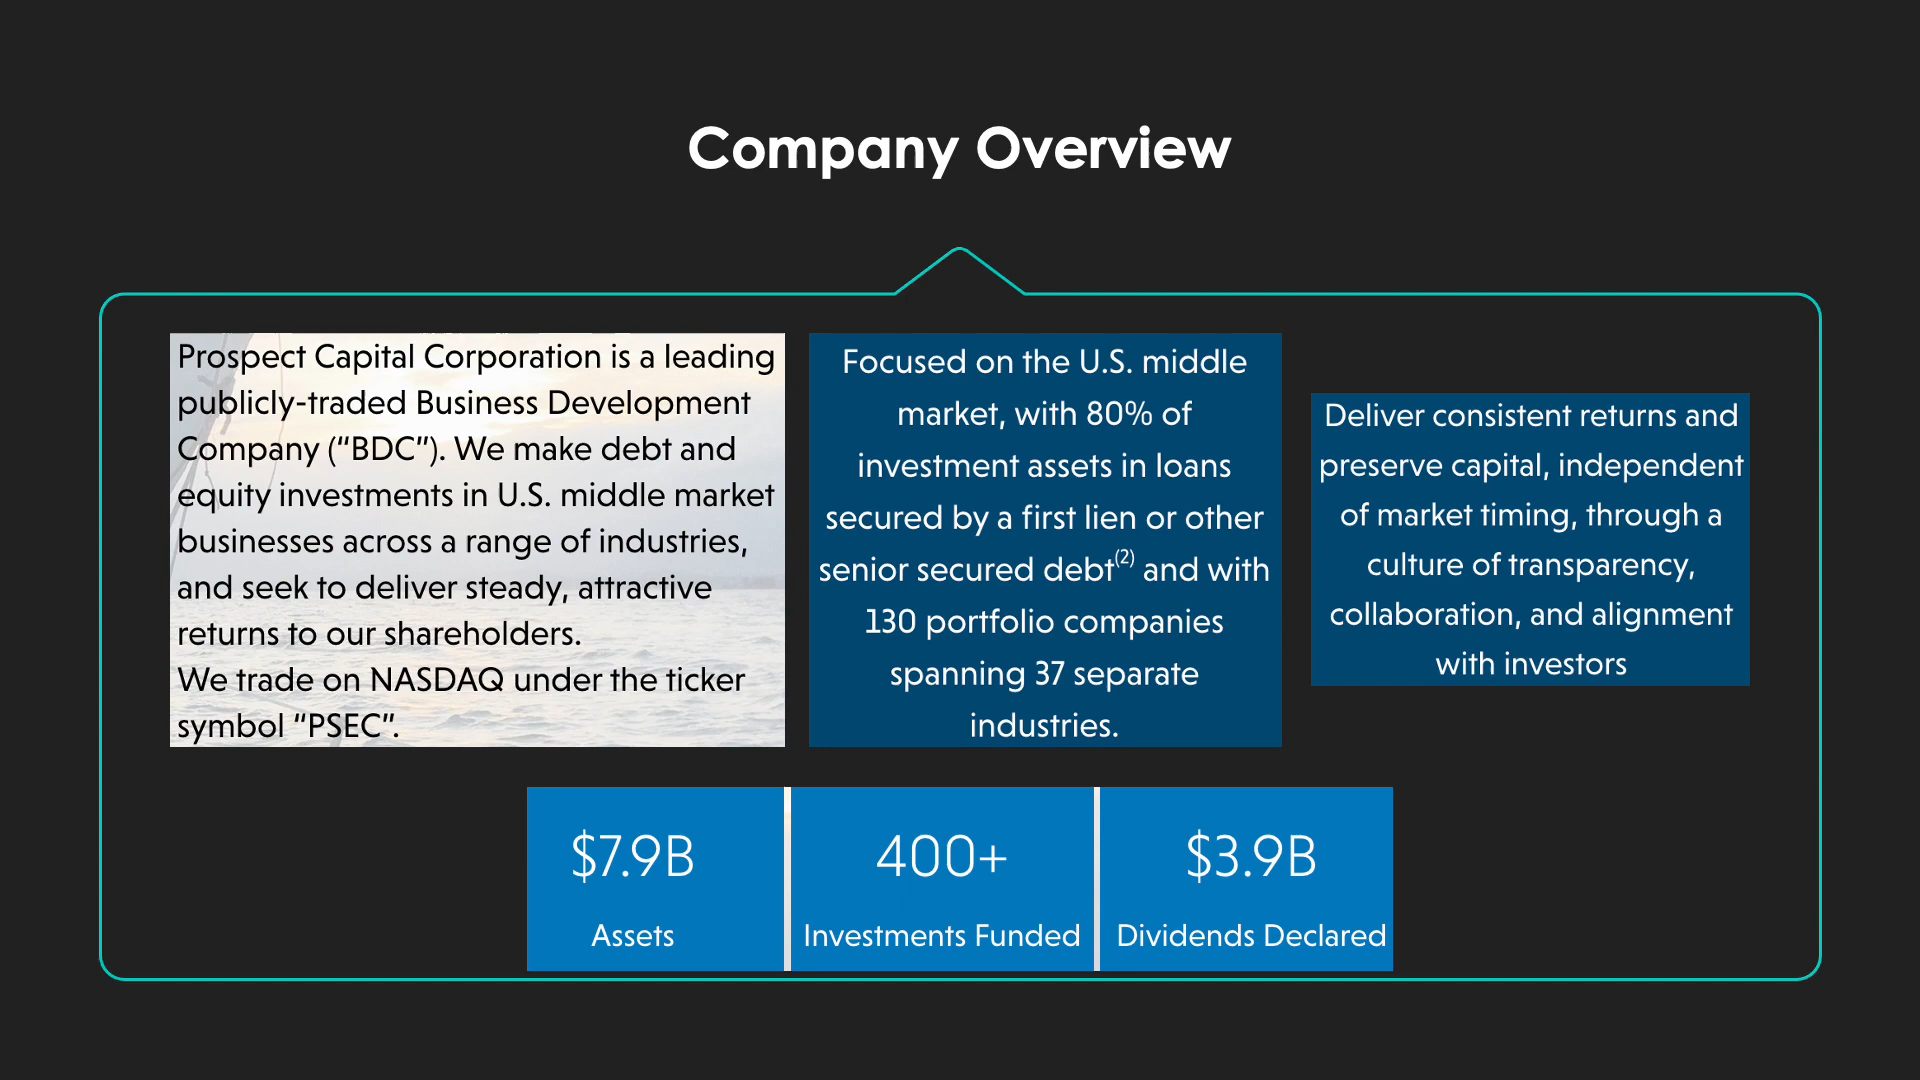 Company Overview
Prospect Capital Corporation is a leading
publicly-traded Business Development
Company (“BDC”). We make debt and
equity investments in U.S. middle market
businesses across a range of industries,
and seek to deliver steady, attractive
returns to our shareholders.
We trade on NASDAQ under the ticker
symbol “PSEC”.
Focused on the U.S. middle
market, with 80% of
investment assets in loans
secured by a first lien or other
senior secured debt(2) and with
130 portfolio companies
spanning 37 separate
industries.
Deliver consistent returns and
preserve capital, independent
of market timing, through a
culture of transparency,
collaboration, and alignment
with investors
$7.9B
Assets
400+
Investments Funded
$3.9B
Dividends Declared